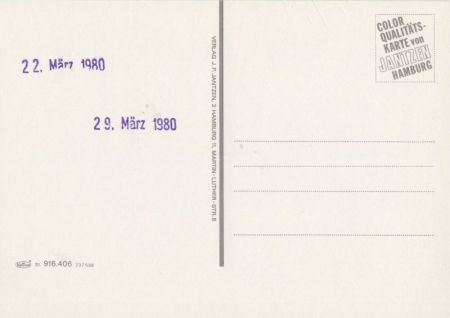 22. März 1980
29. März 1980
VERLAG J. P. JANTZEN, 2 HAMBURG 11, MARTIN-LUTHER-STR. 8
COLOR
QUALITÄTS-
KARTE von
JANTZEN
HAMBURG
916.406